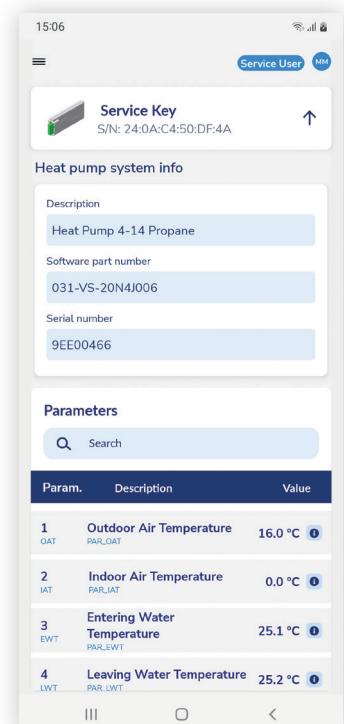 15:06
Service User MM
Service Key
S/N: 24:0A:C4:50:DF:4A
Heat pump system info
Description
Heat Pump 4-14 Propane
Software part number
031-VS-20N4J006
Serial number
9EE00466
Parameters
Search
Param. Description Value
1 Outdoor Air Temperature 16.0 °C
OAT PAR_OAT
2 Indoor Air Temperature 0.0 °C
IAT PAR_IAT
3 Entering Water
Temperature 25.1 °C
EWT PAR_EWT
4 Leaving Water Temperature 25.2 °C
LWT PAR_LWT